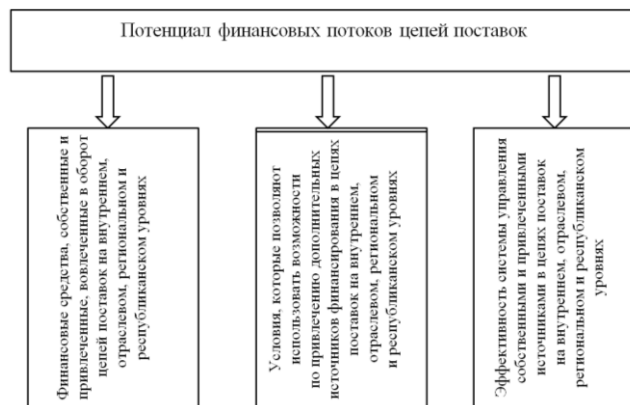 Потенциал финансовых потоков цепей поставок
Финансовые средства, собственные и
привлеченные, вовлеченные в оборот
цепей поставок на внутреннем,
отраслевом, региональном и
республиканском уровнях
Условия, которые позволяют
использовать возможности
по привлечению дополнительных
источников финансирования в цепях
поставок на внутреннем,
отраслевом, региональном
и республиканском уровнях
Эффективность системы управления
собственными и привлеченными
источниками в цепях поставок
на внутреннем, отраслевом,
региональном и республиканском
уровнях